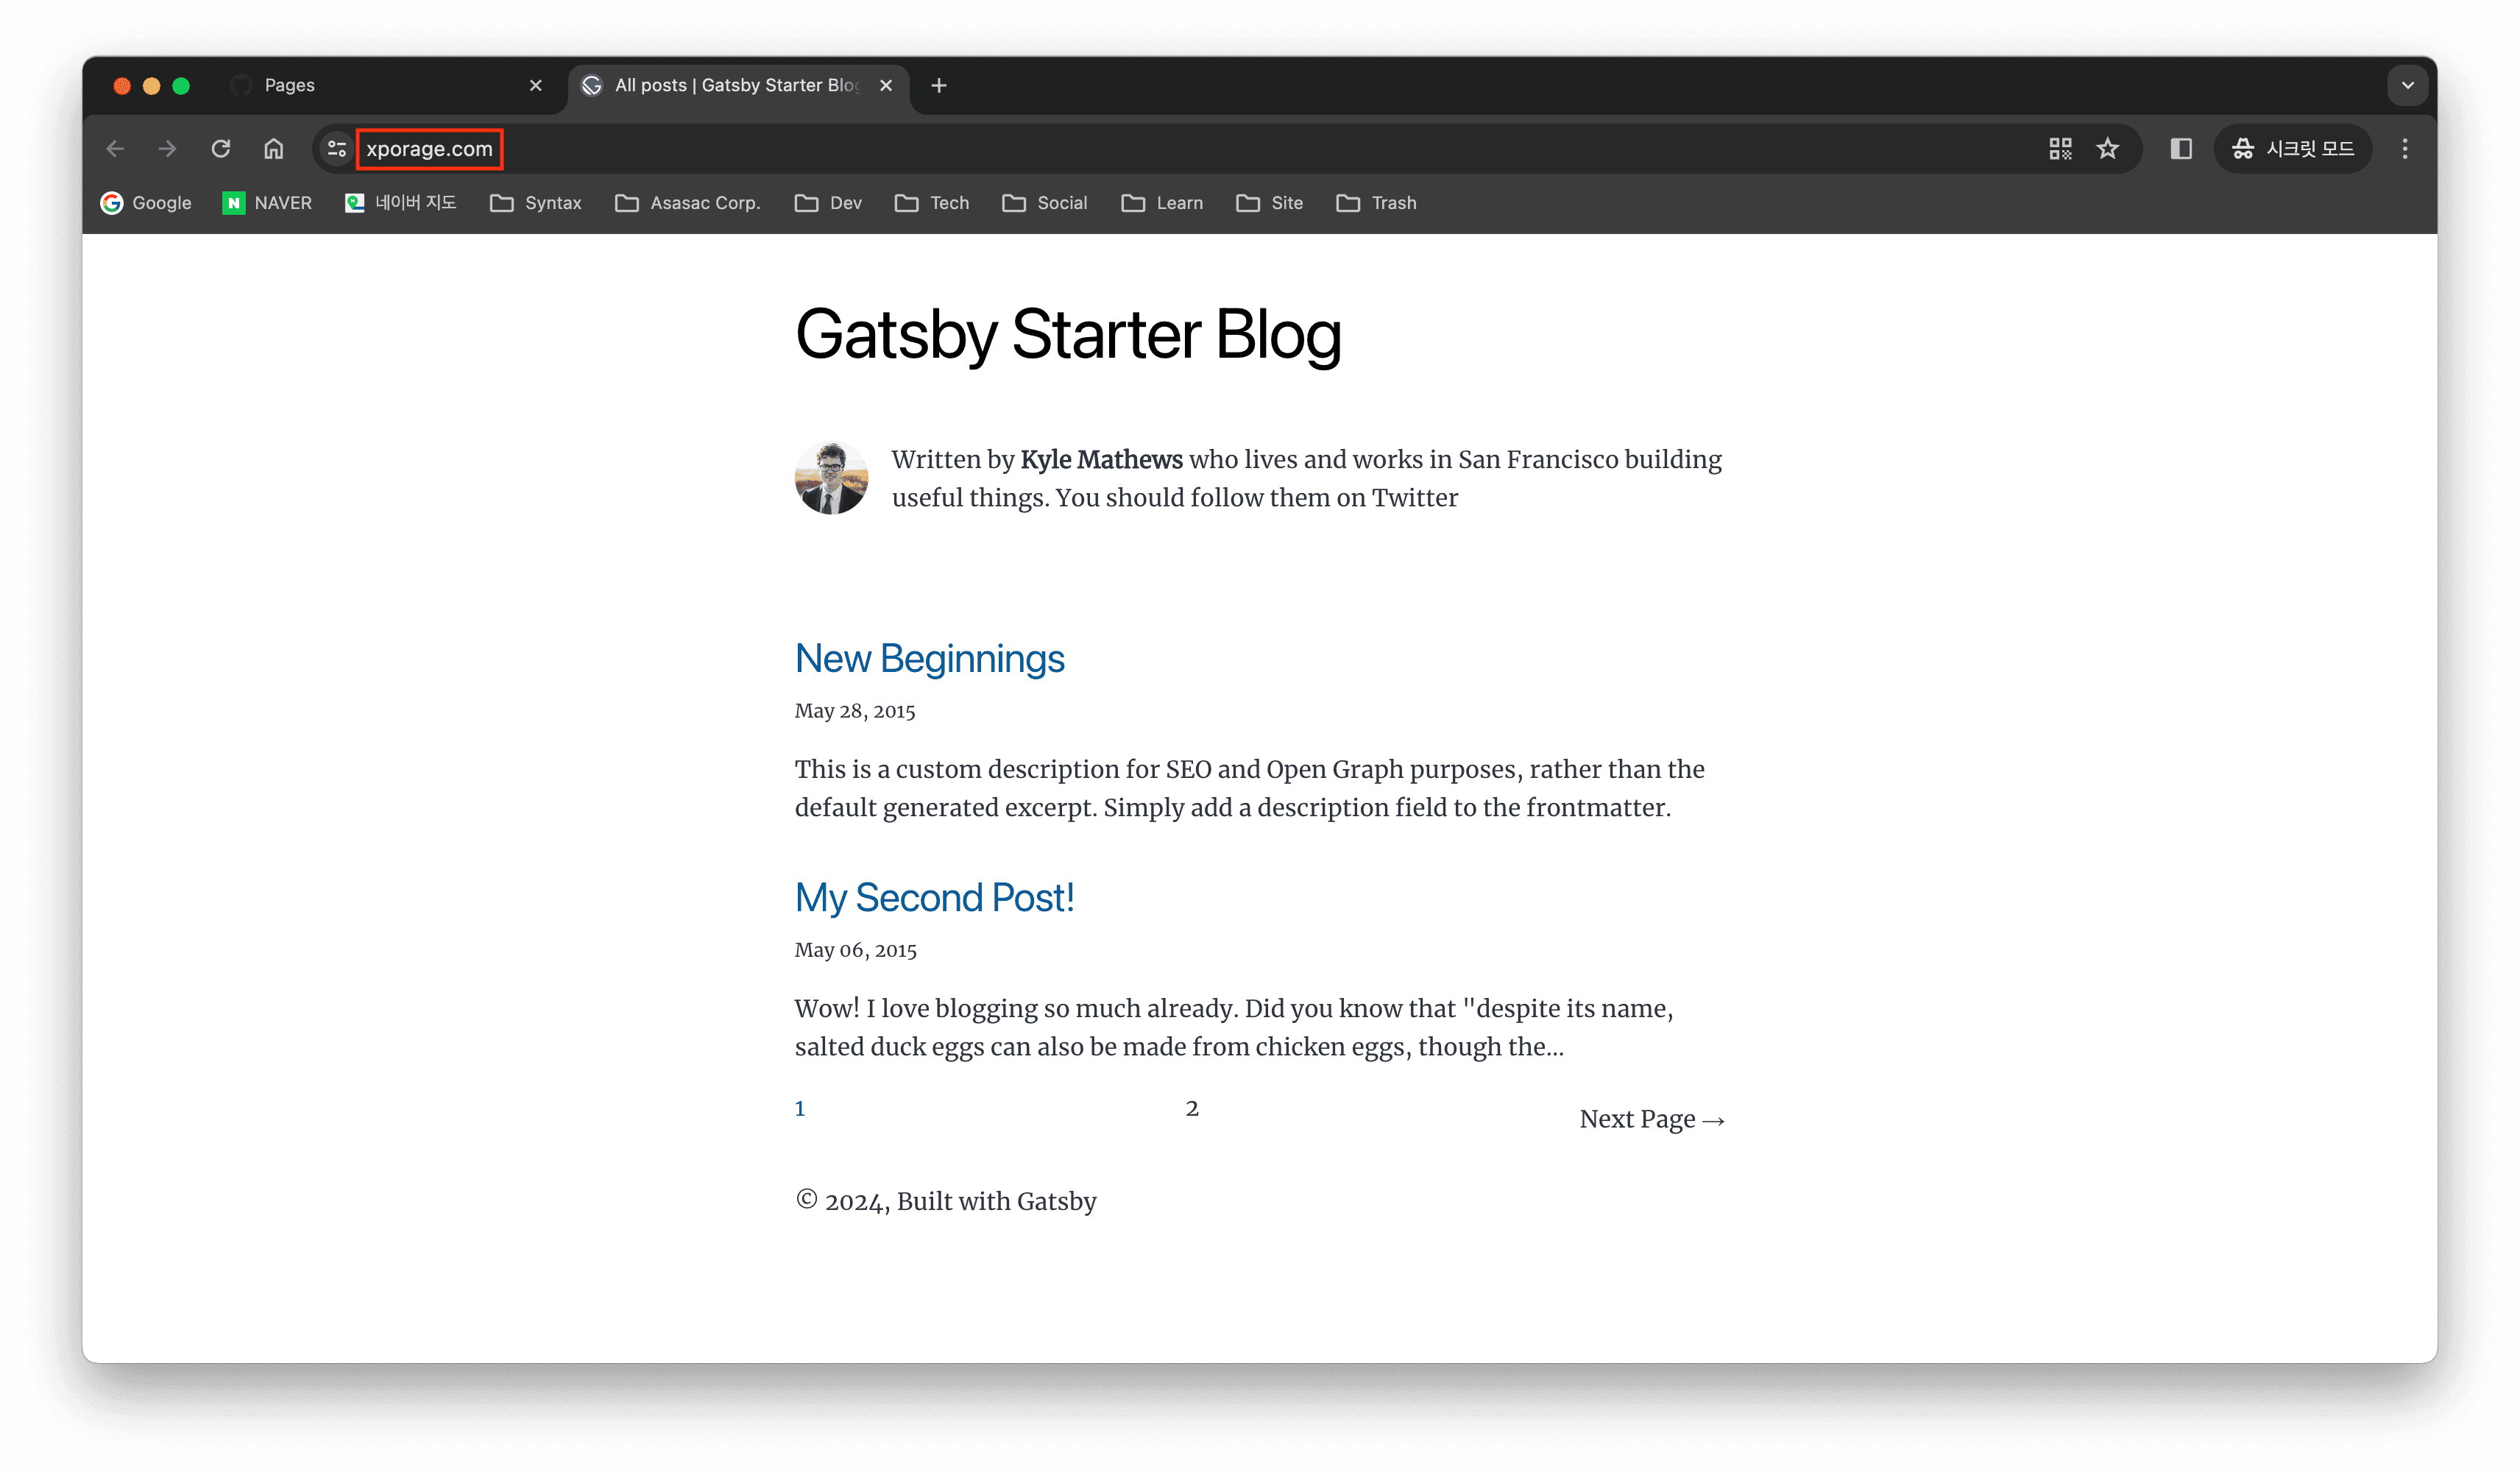 Pages
All posts | Gatsby Starter Blog
xporage.com
시크릿 모드
Google
NAVER
네이버 지도
Syntax
Asasac Corp.
Dev
Tech
Social
Learn
Site
Trash
Gatsby Starter Blog
Written by Kyle Mathews who lives and works in San Francisco building
useful things. You should follow them on Twitter
New Beginnings
May 28, 2015
This is a custom description for SEO and Open Graph purposes, rather than the
default generated excerpt. Simply add a description field to the frontmatter.
My Second Post!
May 06, 2015
Wow! I love blogging so much already. Did you know that "despite its name,
salted duck eggs can also be made from chicken eggs, though the...
1
2
Next Page →
© 2024, Built with Gatsby